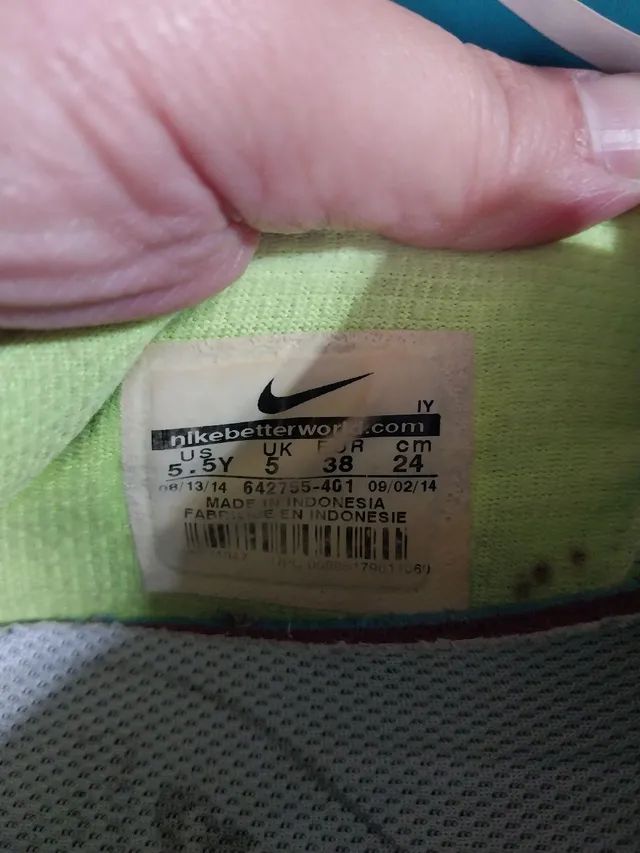 IY
nikebetterworld.com
US UK EUR cm
5.5Y 5 38 24
08/13/14 642755-401 09/02/14
MADE IN INDONESIA
FABRIQUE EN INDONESIE
UPC